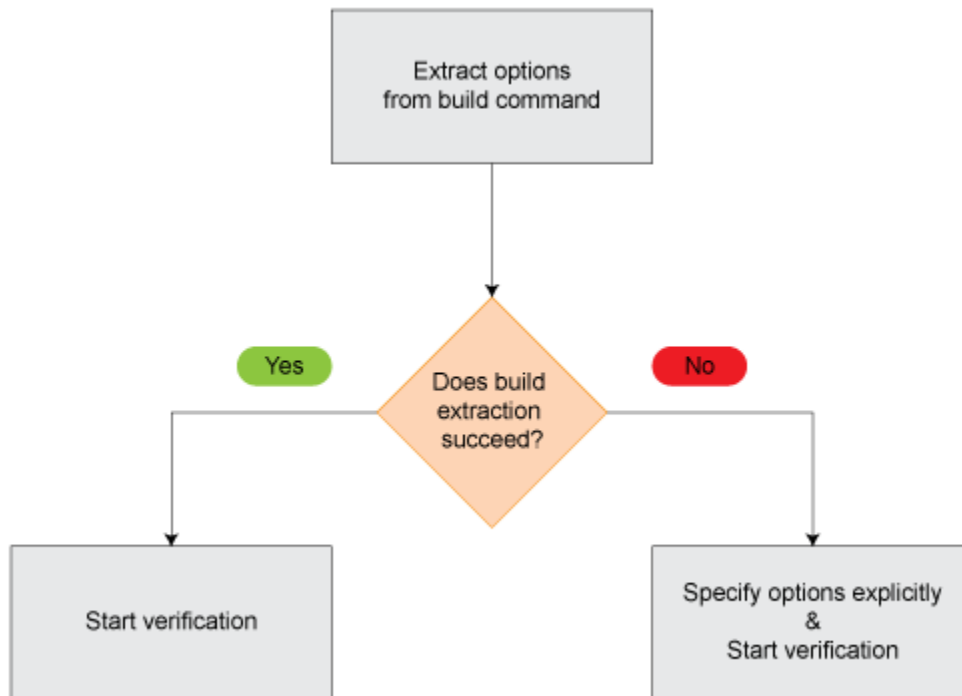 Extract options
from build command
Yes
No
Does build
extraction
succeed?
Start verification
Specify options explicitly
&
Start verification